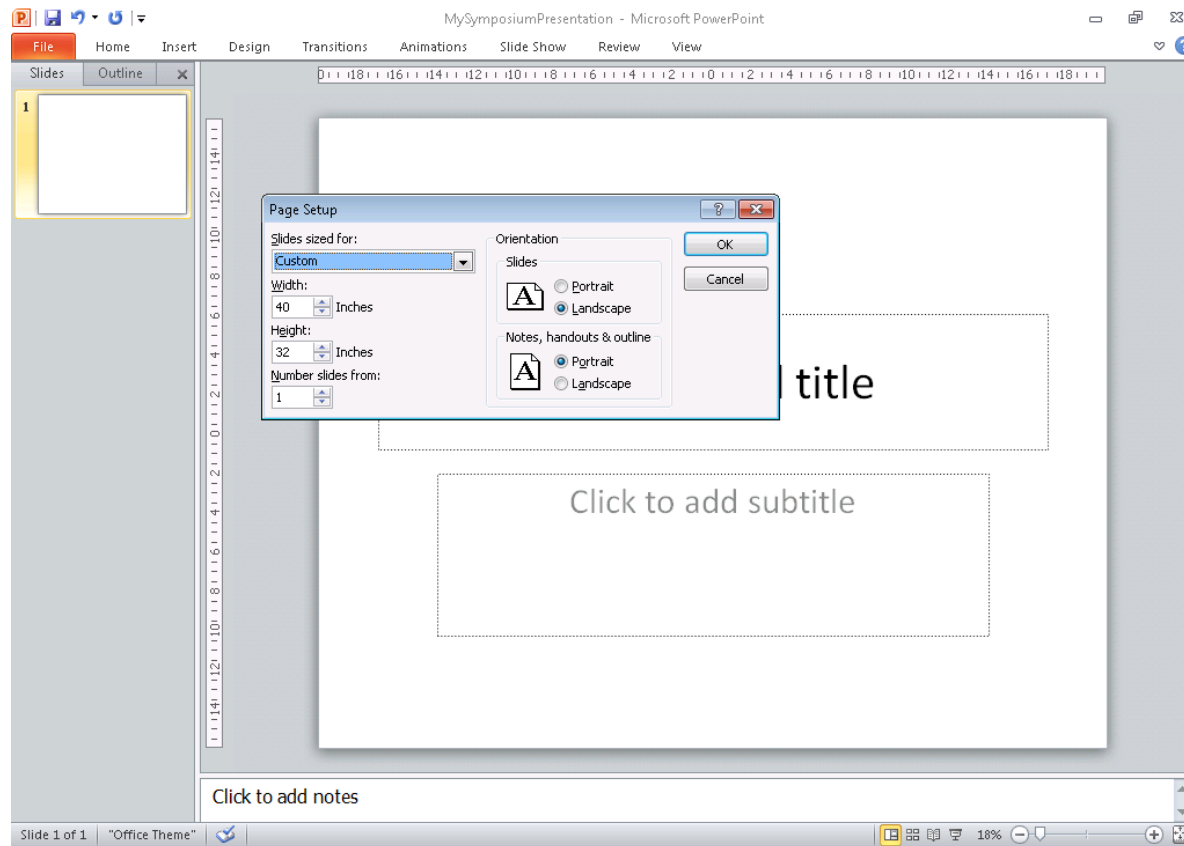 MySymposiumPresentation - Microsoft PowerPoint
File Home Insert Design Transitions Animations Slide Show Review View
Slides Outline
1
Page Setup
Slides sized for:
Custom
Width:
40 Inches
Height:
32 Inches
Number slides from:
1
Orientation
Slides
Portrait
Landscape
Notes, handouts & outline
Portrait
Landscape
OK
Cancel
title
Click to add subtitle
Click to add notes
Slide 1 of 1 "Office Theme" 18%